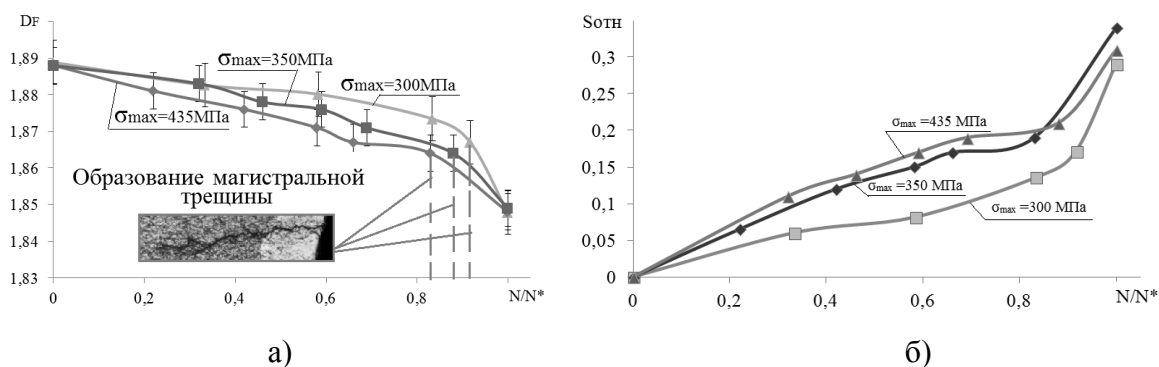 DF
1,89
1,88
1,87
1,86
1,85
1,84
1,83
0
0,2
0,4
0,6
0,8
1
N/N*
σmax=350МПа
σmax=300МПа
σmax=435МПа
Образование магистральной
трещины
а)
Sотн
0,3
0,25
0,2
0,15
0,1
0,05
0
0
0,2
0,4
0,6
0,8
1
N/N*
σmax = 435 МПа
σmax = 350 МПа
σmax = 300 МПа
б)